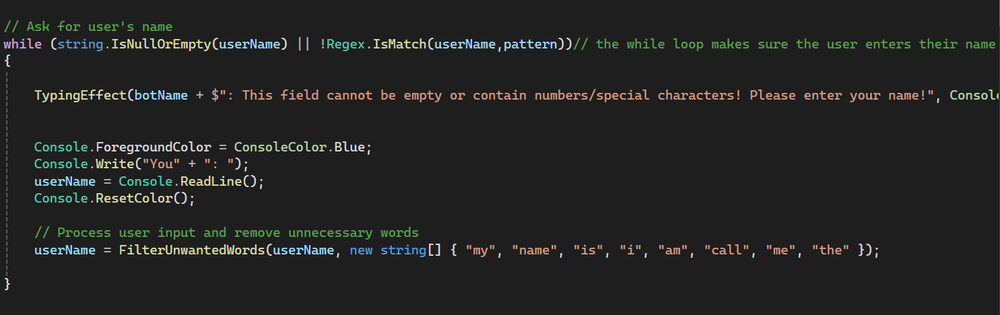 // Ask for user's name
while (string.IsNullOrEmpty(userName) || !Regex.IsMatch(userName,pattern))// the while loop makes sure the user enters their name
{
TypingEffect(botName + $": This field cannot be empty or contain numbers/special characters! Please enter your name!",
Console.ForegroundColor = ConsoleColor.Blue;
Console.Write("You" + ": ");
userName = Console.ReadLine();
Console.ResetColor();
// Process user input and remove unnecessary words
userName = FilterUnwantedWords(userName, new string[] { "my", "name", "is", "i", "am", "call", "me", "the" });
}